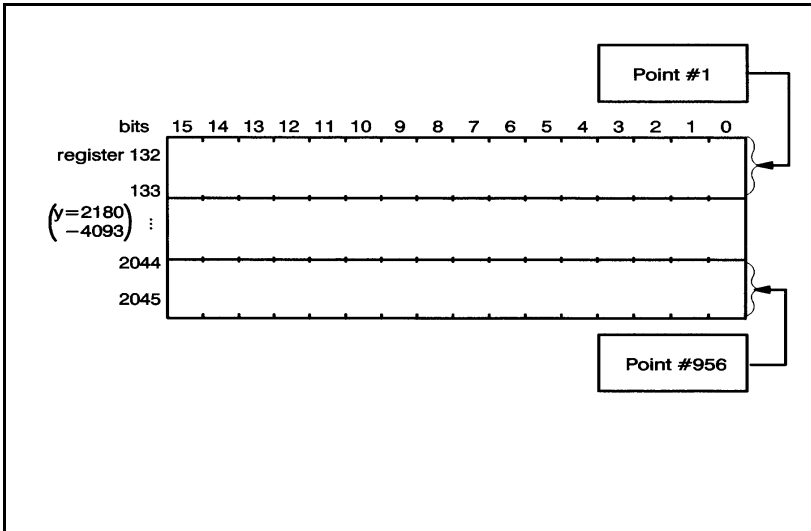 Point #1
bits 15 14 13 12 11 10 9 8 7 6 5 4 3 2 1 0
register 132
133
(y=2180
−4093) ⋮
2044
2045
Point #956